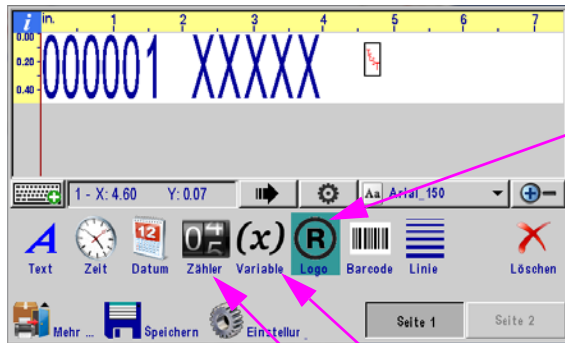 i in. 1 2 3 4 5 6 7
0.00
0.20
0.40
000001 XXXXX
1 - X: 4.60 Y: 0.07 Aa Arial_150
A 12 (x) R
Text Zeit Datum Zähler Variable Logo Barcode Linie Löschen
Mehr ... Speichern Einstellur Seite 1 Seite 2